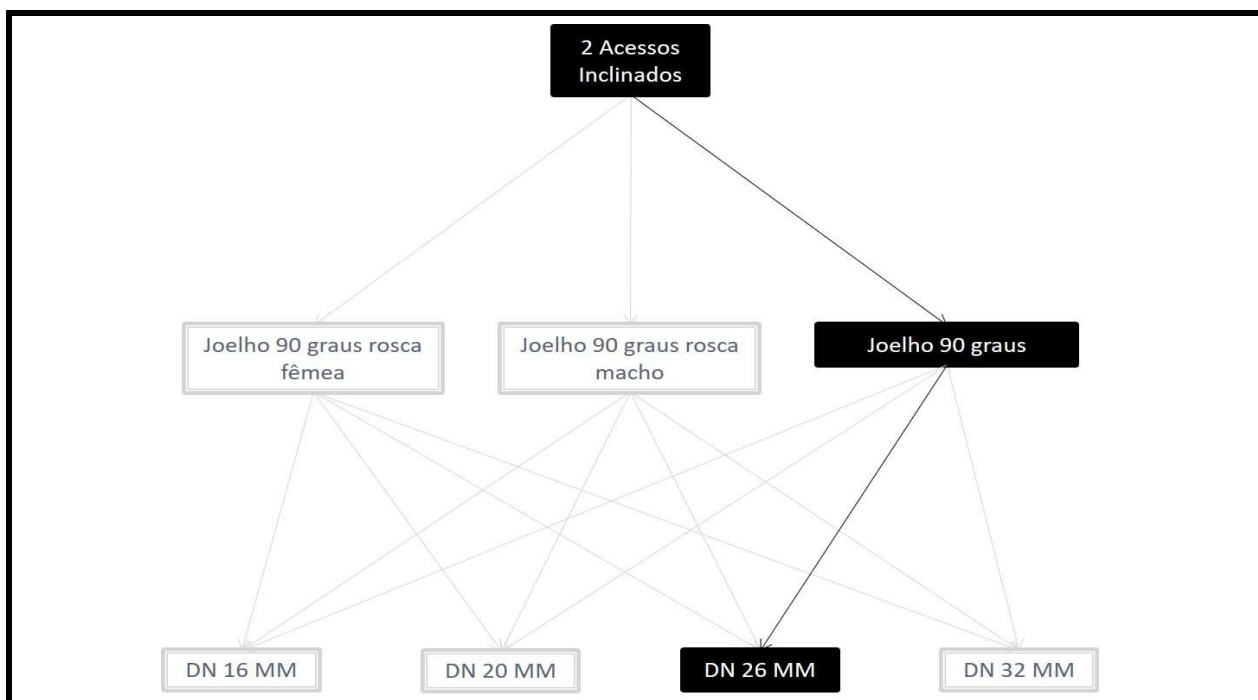 2 Acessos
Inclinados
Joelho 90 graus rosca
fêmea
Joelho 90 graus rosca
macho
Joelho 90 graus
DN 16 MM
DN 20 MM
DN 26 MM
DN 32 MM